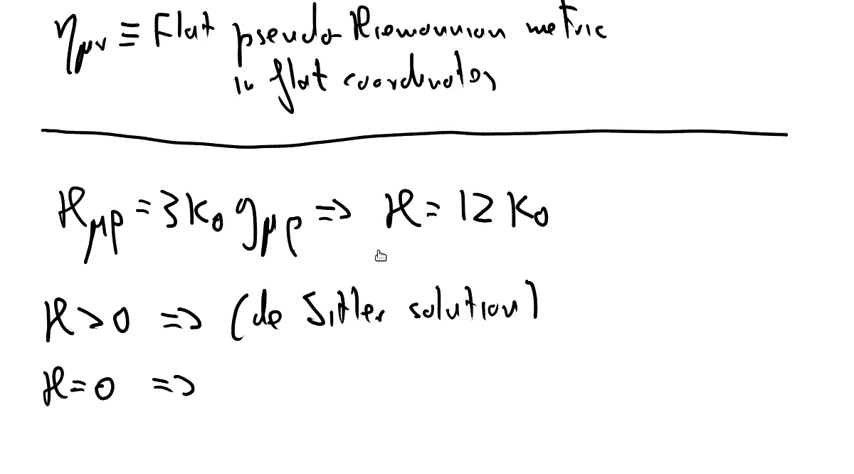 η_μν ≡ Flat pseudo-Riemannian metric
in flat coordinates
R_μρ = 3K₀ g_μρ => R = 12 K₀
R > 0 => (de Sitter solution)
R = 0 =>